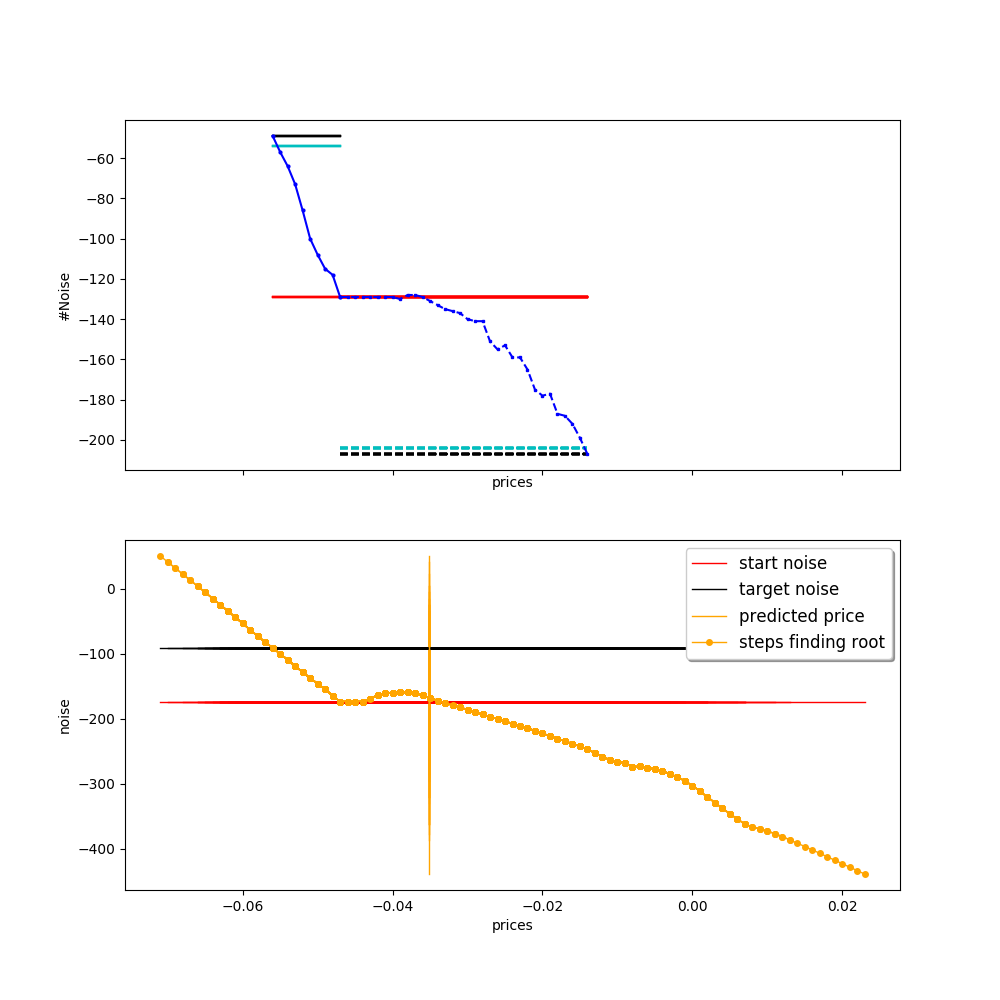 −60
−80
−100
−120
−140
−160
−180
−200
#Noise
prices
start noise
target noise
predicted price
steps finding root
0
−100
−200
−300
−400
noise
−0.06
−0.04
−0.02
0.00
0.02
prices